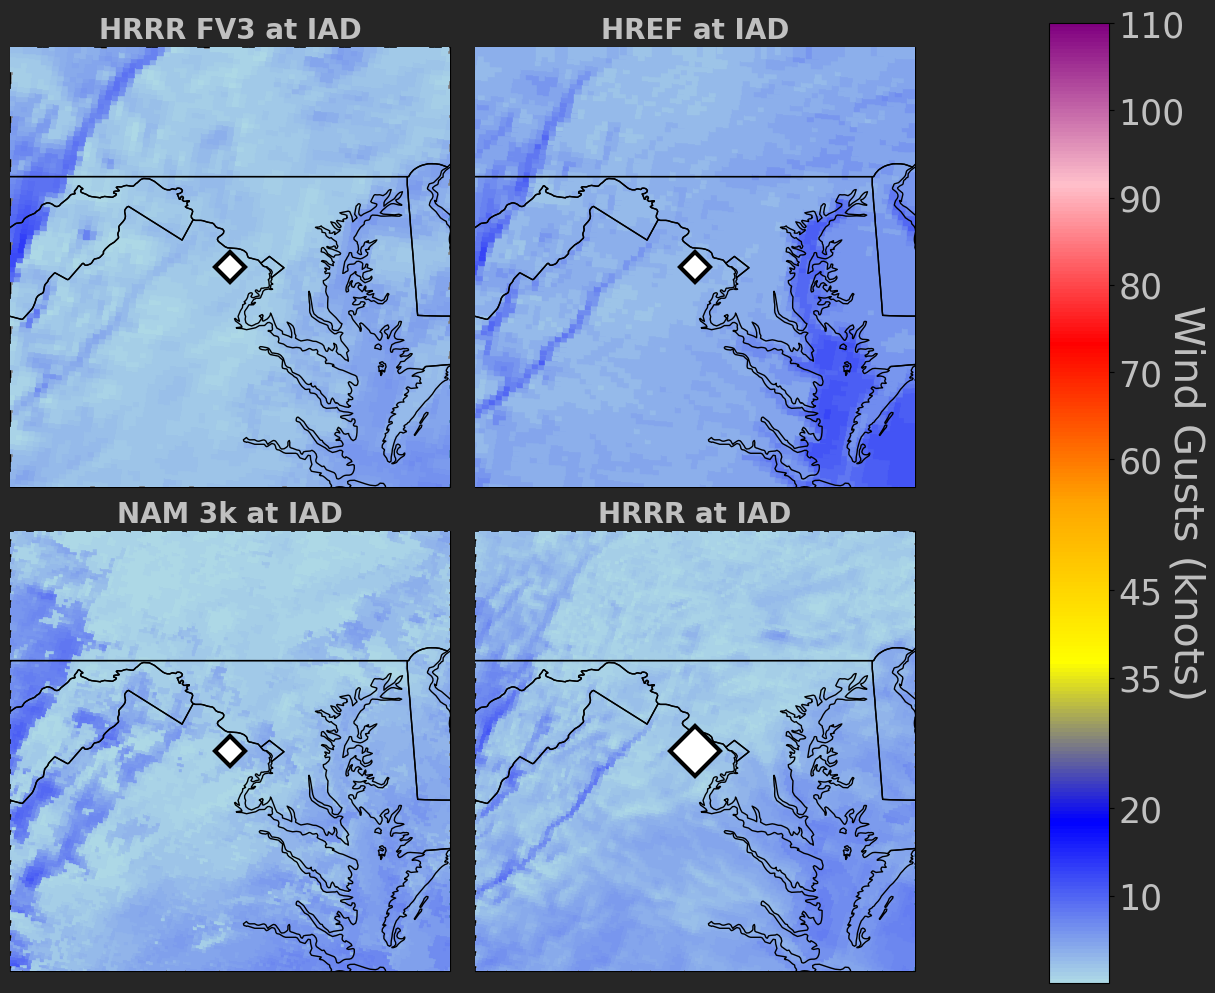 HRRR FV3 at IAD
HREF at IAD
NAM 3k at IAD
HRRR at IAD
110
100
90
80
70
60
45
35
20
10
Wind Gusts (knots)